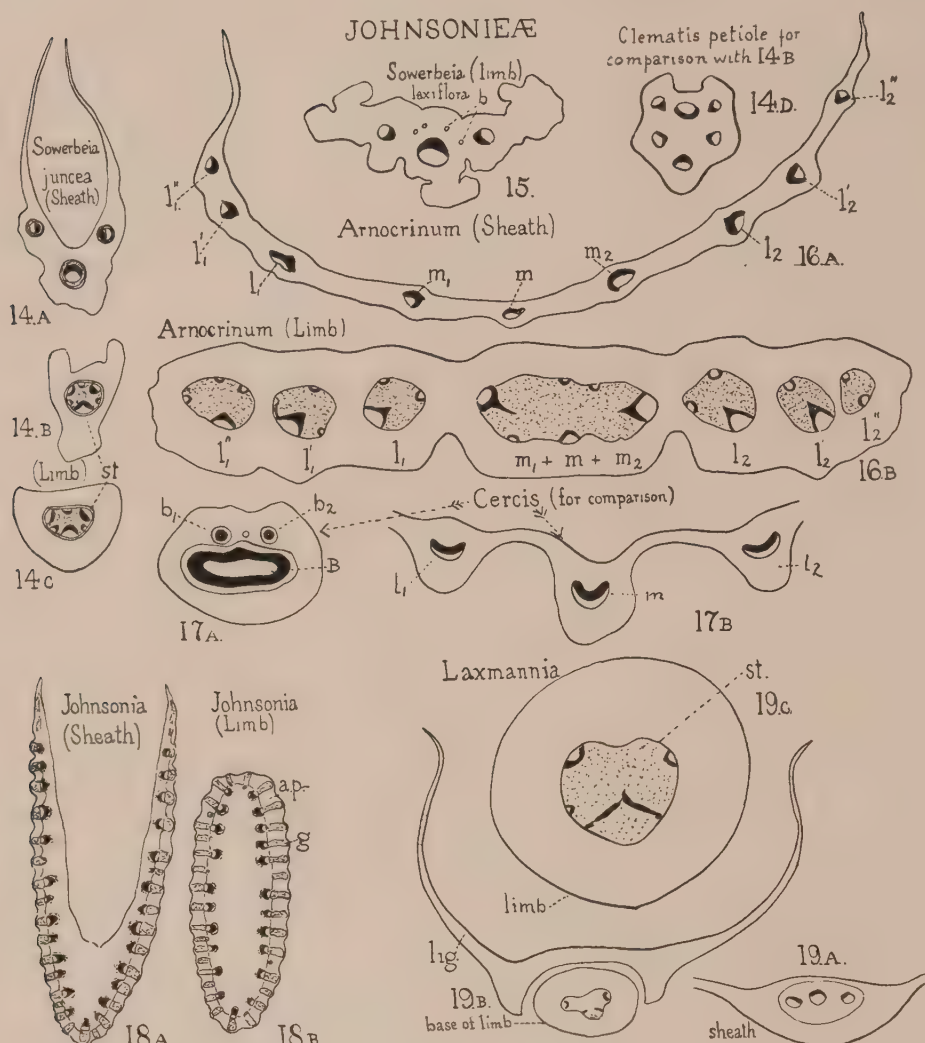 JOHNSONIEÆ
Clematis petiole for
comparison with 14B
14.D.
Sowerbeia (limb)
laxiflora
b
15.
Sowerbeia
juncea
(Sheath)
14.A
Arnocrinum (Sheath)
l₁″
l₁′
l₁
m₁
m
m₂
l₂
l₂′
l₂″
16.A.
14.B
(Limb)
st
14C
Arnocrinum (Limb)
l₁″
l₁′
l₁
m₁ + m + m₂
l₂
l₂′
l₂″
16.B
Cercis (for comparison)
b₁
b₂
B
17A.
l₁
m
l₂
17B
Johnsonia
(Sheath)
18A
Johnsonia
(Limb)
ap.
g
18B
Laxmannia
st.
19.C.
limb
lig.
19.B.
base of limb
19.A.
sheath